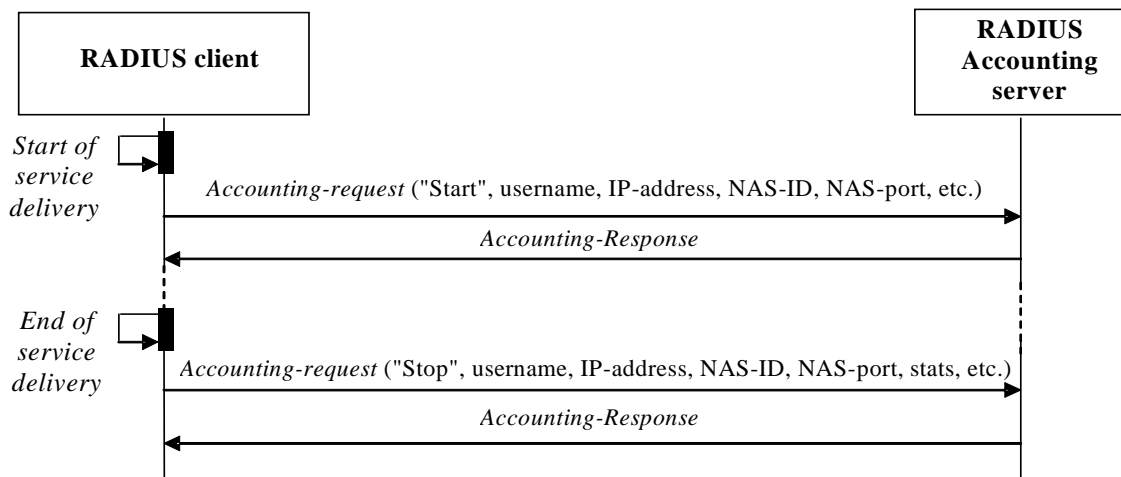 RADIUS client
RADIUS
Accounting
server
Start of
service
delivery
Accounting-request ("Start", username, IP-address, NAS-ID, NAS-port, etc.)
Accounting-Response
End of
service
delivery
Accounting-request ("Stop", username, IP-address, NAS-ID, NAS-port, stats, etc.)
Accounting-Response